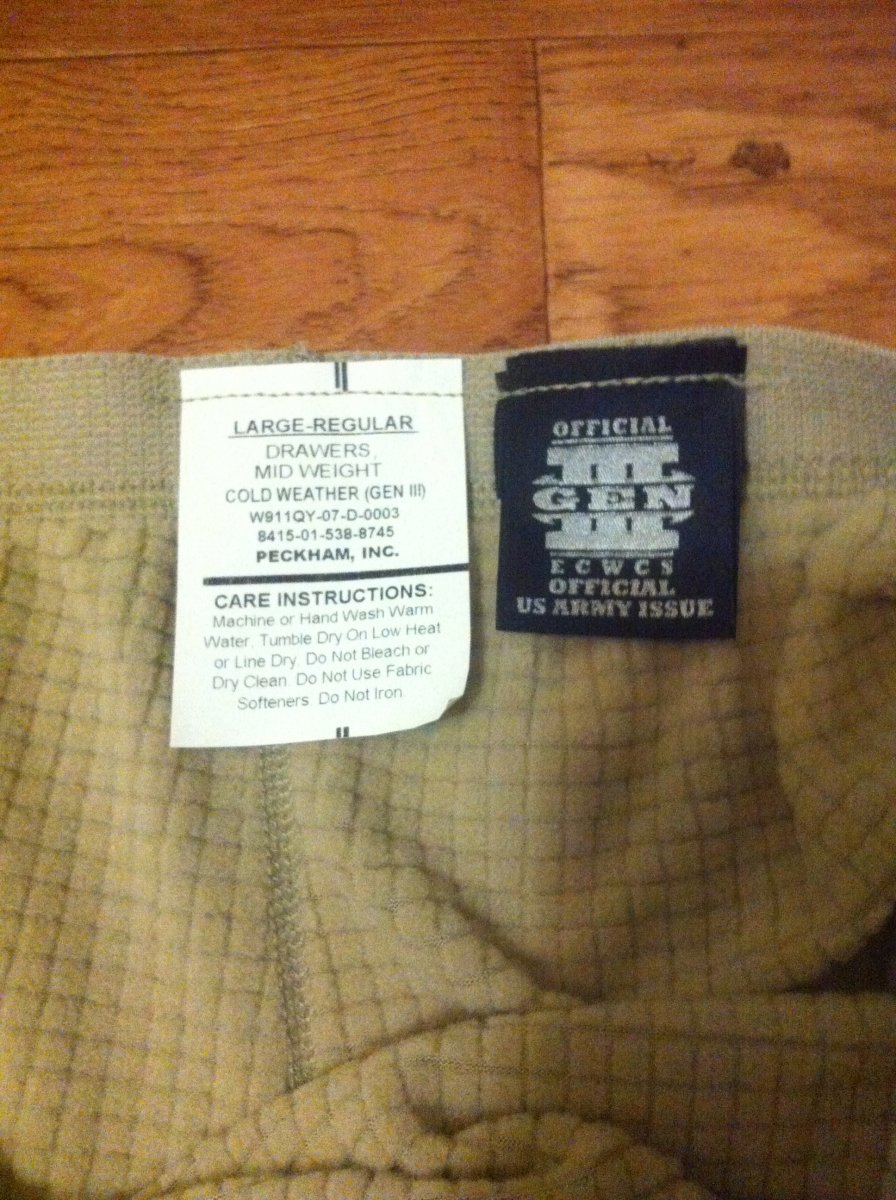 LARGE-REGULAR
DRAWERS,
MID WEIGHT
COLD WEATHER (GEN III)
W911QY-07-D-0003
8415-01-538-8745
PECKHAM, INC.
CARE INSTRUCTIONS:
Machine or Hand Wash Warm
Water. Tumble Dry On Low Heat
or Line Dry. Do Not Bleach or
Dry Clean. Do Not Use Fabric
Softeners. Do Not Iron.
OFFICIAL
III
GEN
ECWCS
OFFICIAL
US ARMY ISSUE